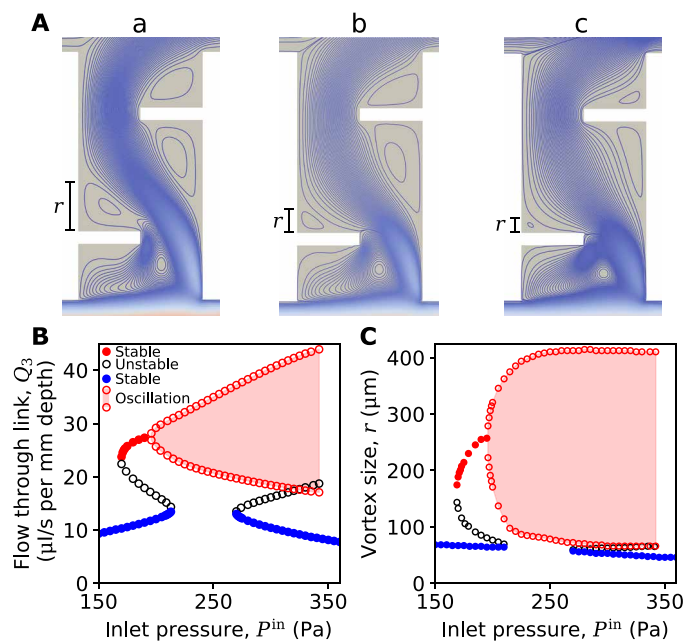 A a b c
r r r
B C
Stable
Unstable
Stable
Oscillation
Flow through link, Q₃
(µl/s per mm depth)
45
30
20
10
0
150 250 350
Inlet pressure, Pⁱⁿ (Pa)
Vortex size, r (µm)
400
300
200
100
0
150 250 350
Inlet pressure, Pⁱⁿ (Pa)